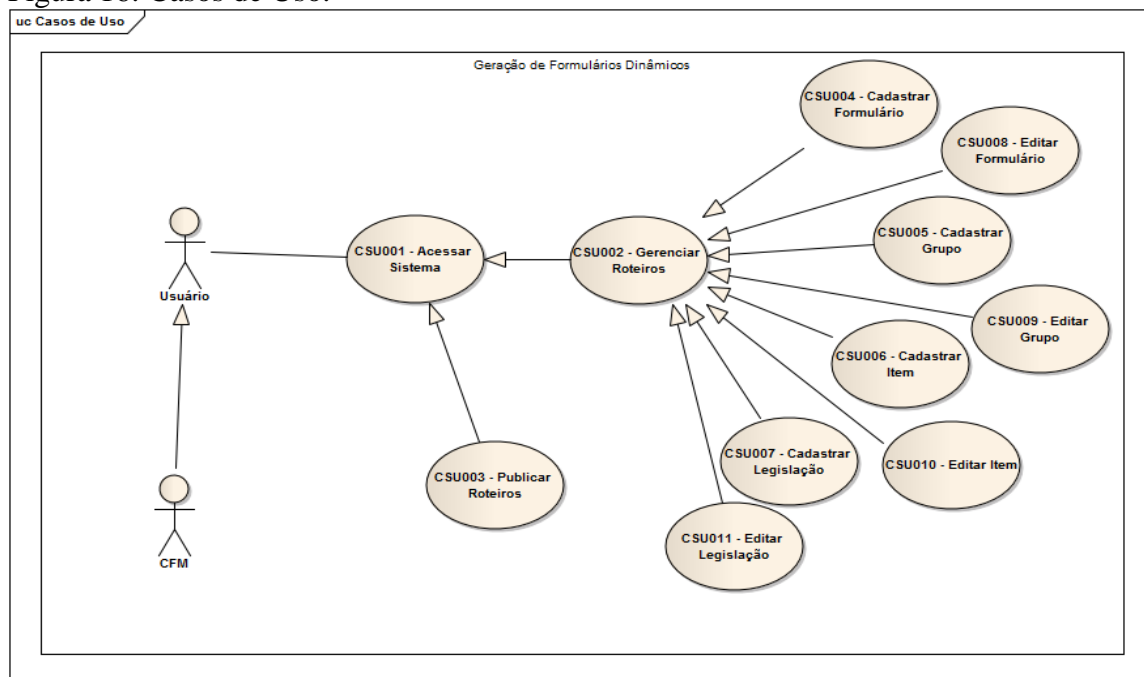 Figura 16: Casos de Uso.
uc Casos de Uso
Geração de Formulários Dinâmicos
CSU004 - Cadastrar
Formulário
CSU008 - Editar
Formulário
CSU005 - Cadastrar
Grupo
CSU001 - Acessar
Sistema
CSU002 - Gerenciar
Roteiros
Usuário
CSU009 - Editar
Grupo
CSU006 - Cadastrar
Item
CSU007 - Cadastrar
Legislação
CSU010 - Editar Item
CSU003 - Publicar
Roteiros
CSU011 - Editar
Legislação
CFM